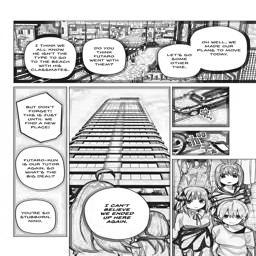 I THINK WE
ALL KNOW
HE ISN'T THE
TYPE TO GO
TO THE BEACH
WITH HIS
CLASSMATES.
DO YOU
THINK
FUTARO
WENT WITH
THEM?
LET'S GO
SOME
OTHER
TIME.
OH WELL, WE
MADE OUR
PLANS TO MOVE
TODAY.
BUT DON'T
FORGET!
THIS IS JUST
UNTIL WE
FIND A NEW
PLACE!
FUTARO-KUN
IS OUR TUTOR
AGAIN, SO
WHAT'S THE
BIG DEAL?
YOU'RE SO
STUBBORN,
NINO.
I CAN'T
BELIEVE
WE ENDED
UP HERE
AGAIN.